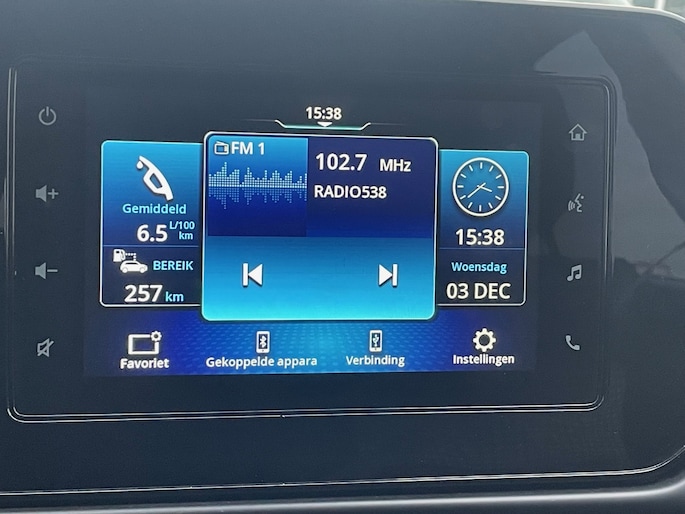 15:38
Gemiddeld
6.5 L/100 km
BEREIK
257 km
FM 1
102.7 MHz
RADIO538
15:38
Woensdag
03 DEC
Favoriet
Gekoppelde appara
Verbinding
Instellingen